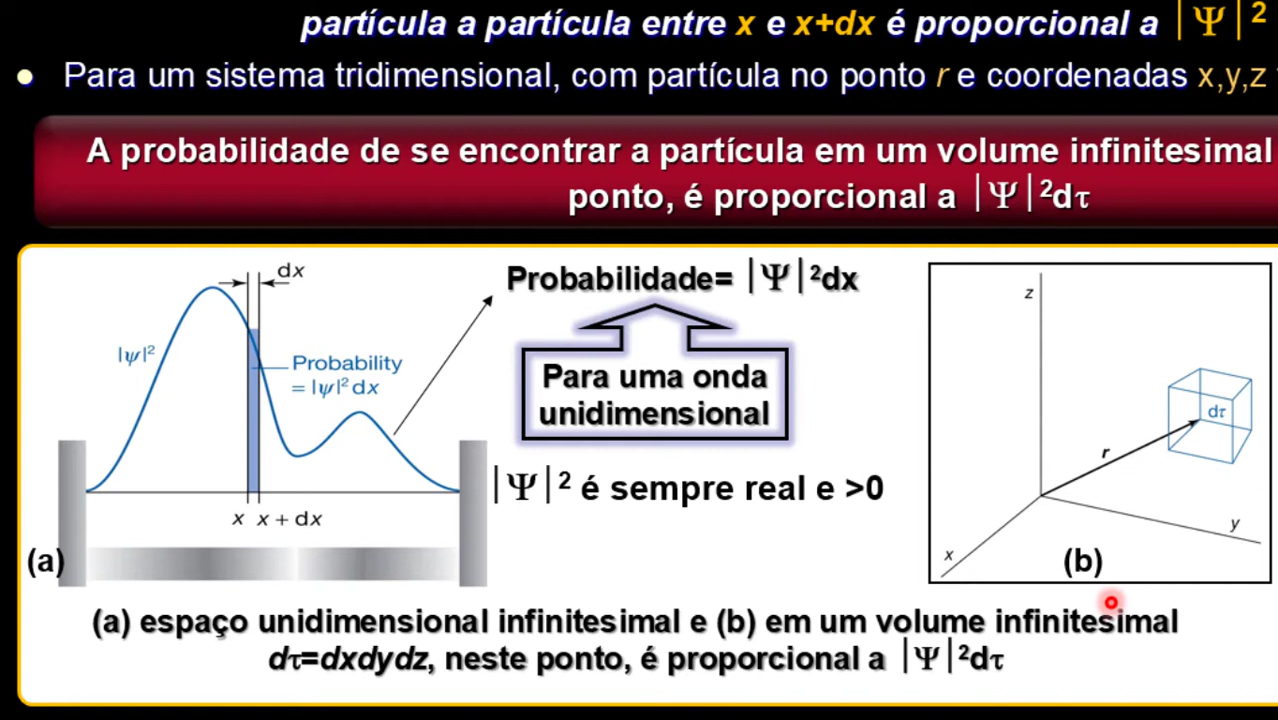 partícula a partícula entre x e x+dx é proporcional a |Ψ|²
• Para um sistema tridimensional, com partícula no ponto r e coordenadas x,y,z
A probabilidade de se encontrar a partícula em um volume infinitesimal
ponto, é proporcional a |Ψ|²dτ
dx
|ψ|²
Probability
= |ψ|² dx
x x + dx
(a)
Probabilidade= |Ψ|²dx
Para uma onda
unidimensional
|Ψ|² é sempre real e >0
z
dτ
r
y
x
(b)
(a) espaço unidimensional infinitesimal e (b) em um volume infinitesimal
dτ=dxdydz, neste ponto, é proporcional a |Ψ|²dτ